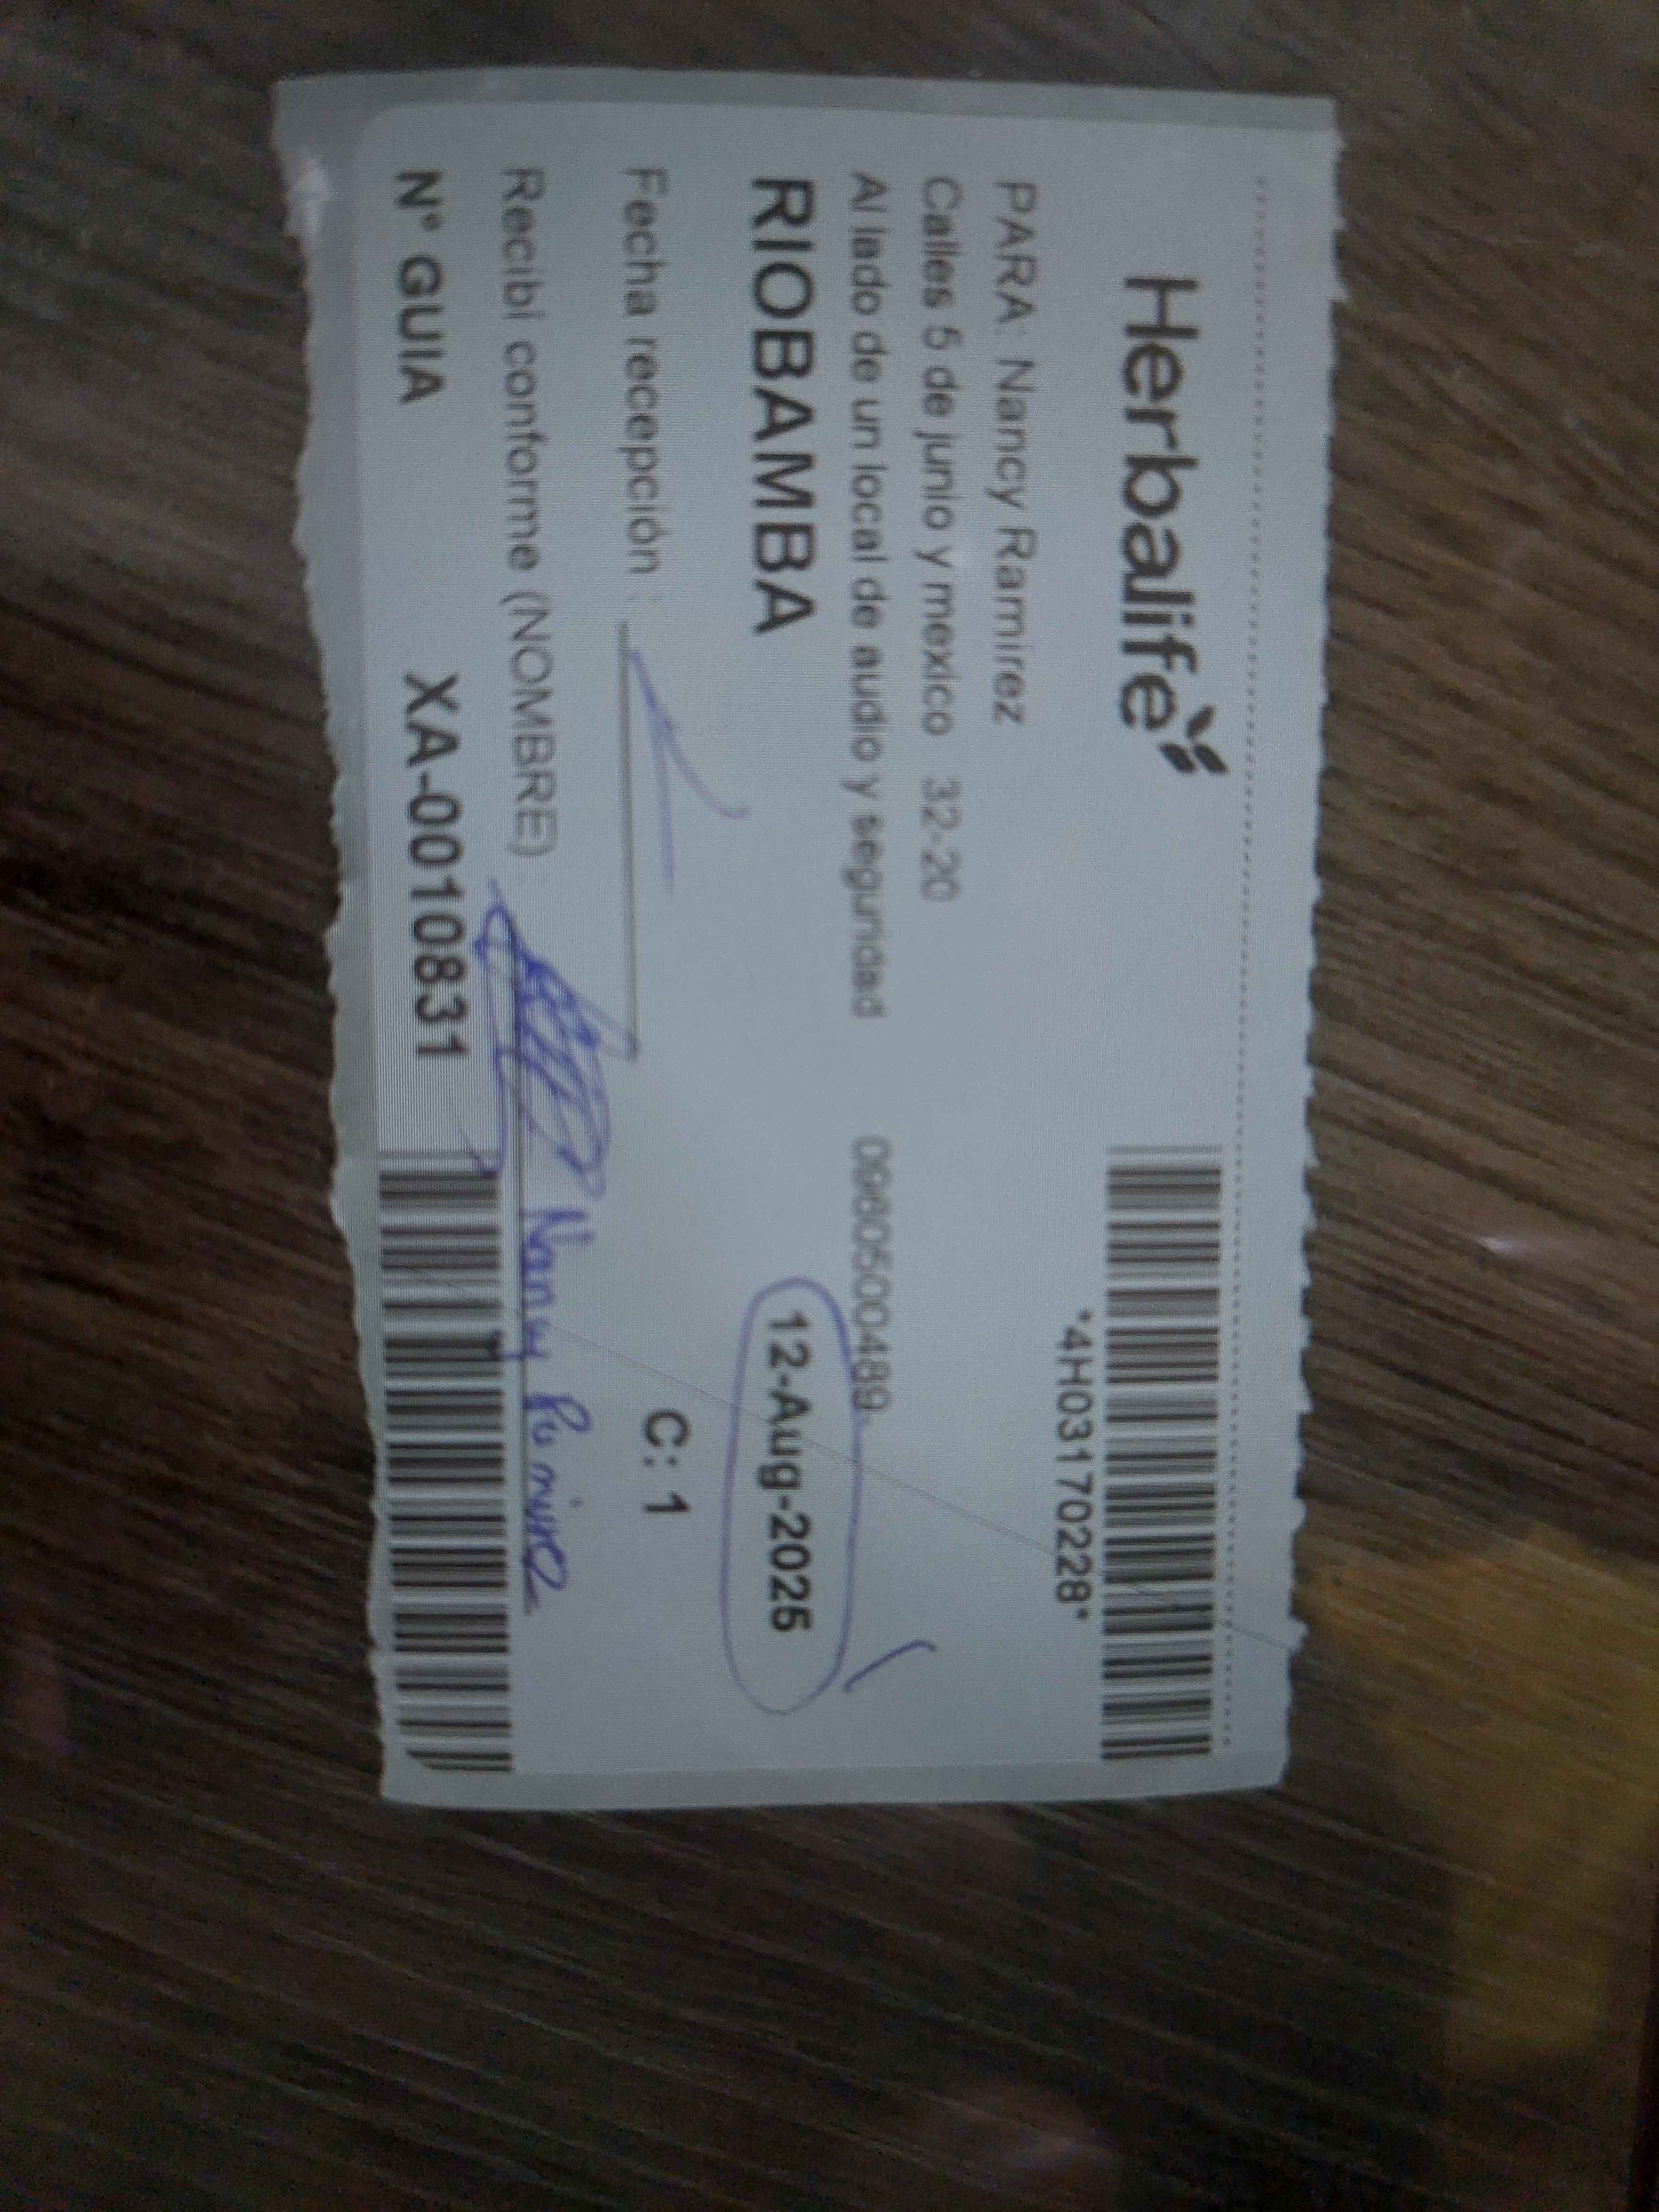 Herbalife
*4H03170228*
PARA: Nancy Ramirez
Calles 5 de junio y mexico 32-20
Al lado de un local de audio y seguridad 0980500489.
RIOBAMBA 12-Aug-2025
Fecha recepción : C: 1
Recibí conforme (NOMBRE) : Nancy Ramirez
N° GUIA XA-0010831